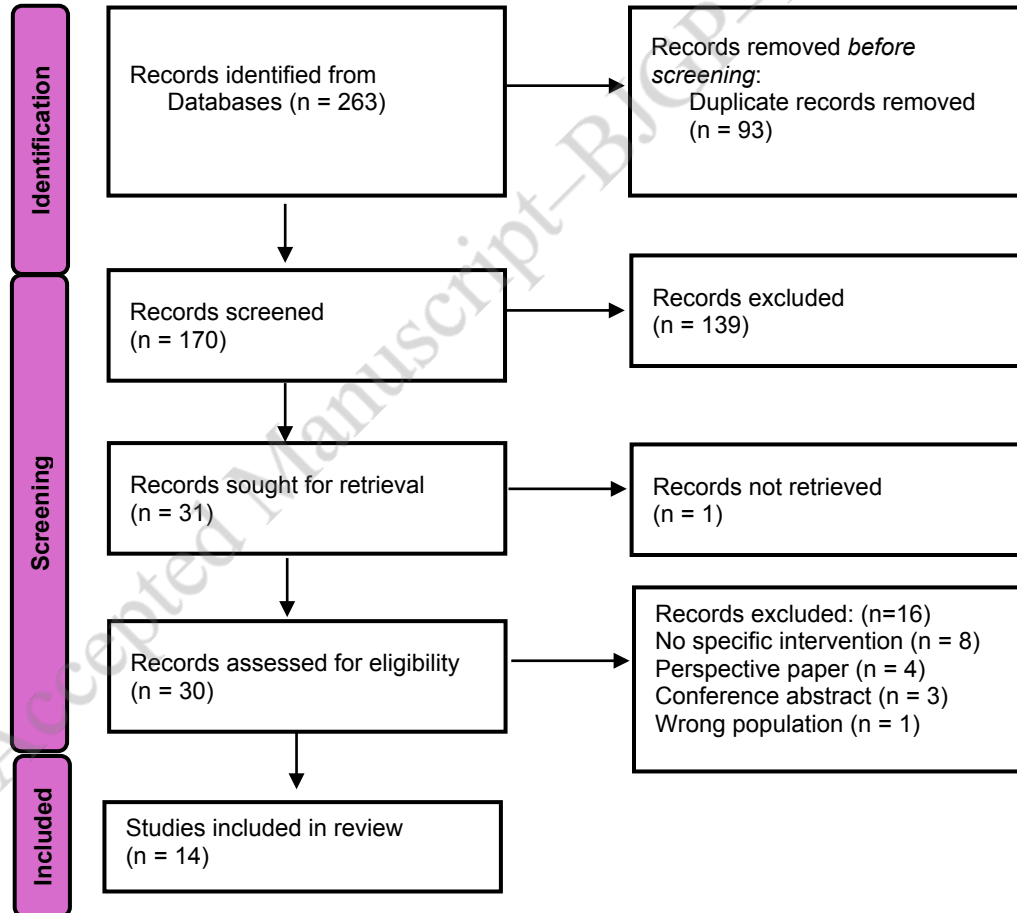 Identification
Records identified from
Databases (n = 263)
Records removed before
screening:
Duplicate records removed
(n = 93)
Screening
Records screened
(n = 170)
Records excluded
(n = 139)
Records sought for retrieval
(n = 31)
Records not retrieved
(n = 1)
Records assessed for eligibility
(n = 30)
Records excluded: (n=16)
No specific intervention (n = 8)
Perspective paper (n = 4)
Conference abstract (n = 3)
Wrong population (n = 1)
Included
Studies included in review
(n = 14)
Accepted Manuscript–BJGP–